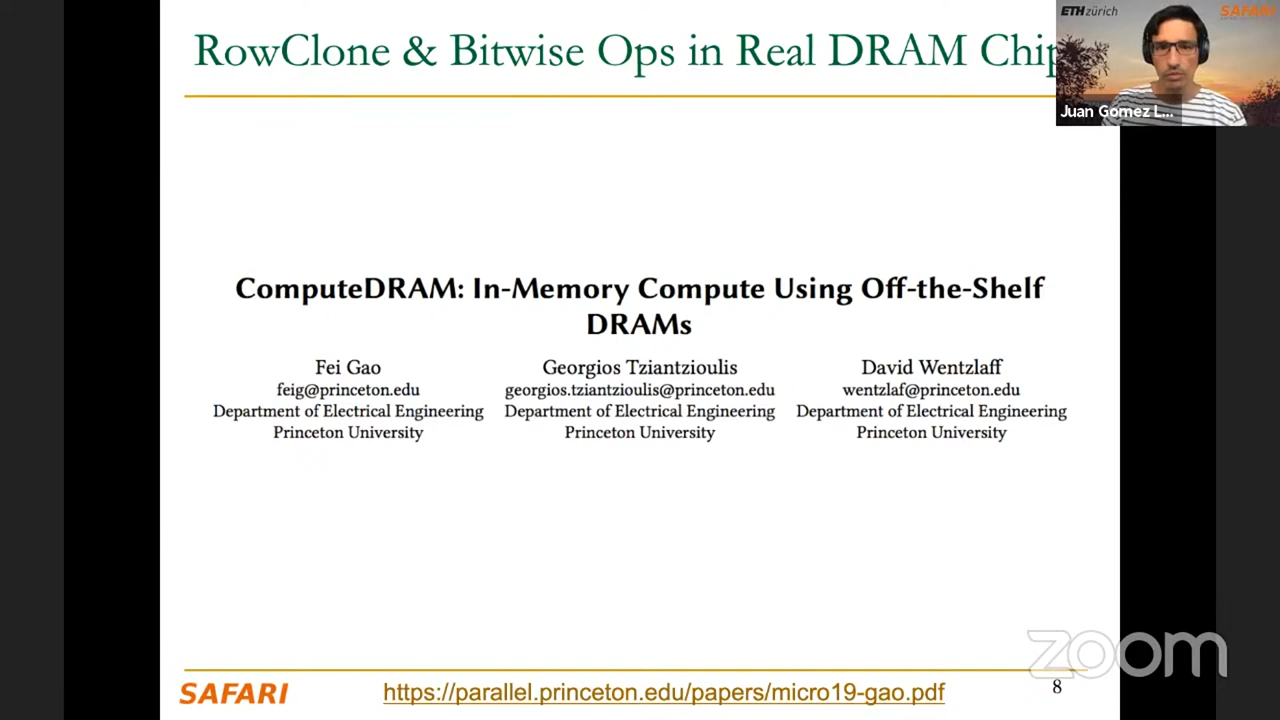 RowClone & Bitwise Ops in Real DRAM Chip
ETH zürich
SAFARI
Juan Gomez L...
ComputeDRAM: In-Memory Compute Using Off-the-Shelf
DRAMs
Fei Gao
feig@princeton.edu
Department of Electrical Engineering
Princeton University
Georgios Tziantzioulis
georgios.tziantzioulis@princeton.edu
Department of Electrical Engineering
Princeton University
David Wentzlaff
wentzlaf@princeton.edu
Department of Electrical Engineering
Princeton University
zoom
SAFARI
https://parallel.princeton.edu/papers/micro19-gao.pdf
8